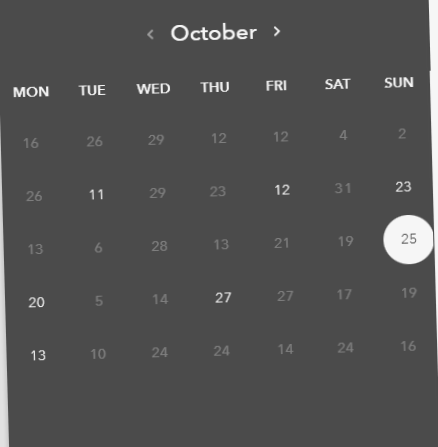 ‹ October ›
MON TUE WED THU FRI SAT SUN
16 26 29 12 12 4 2
26 11 29 23 12 31 23
13 6 28 13 21 19 25
20 5 14 27 27 17 19
13 10 24 24 14 24 16